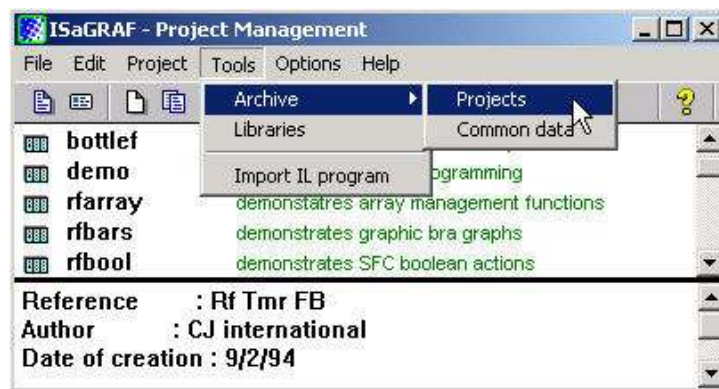 ISaGRAF - Project Management
File Edit Project Tools Options Help
Archive Projects
Libraries Common data
Import IL program
bottlef
demo ogramming
rfarray demonstatres array management functions
rfbars demonstrates graphic bra graphs
rfbool demonstrates SFC boolean actions
Reference : Rf Tmr FB
Author : CJ international
Date of creation : 9/2/94